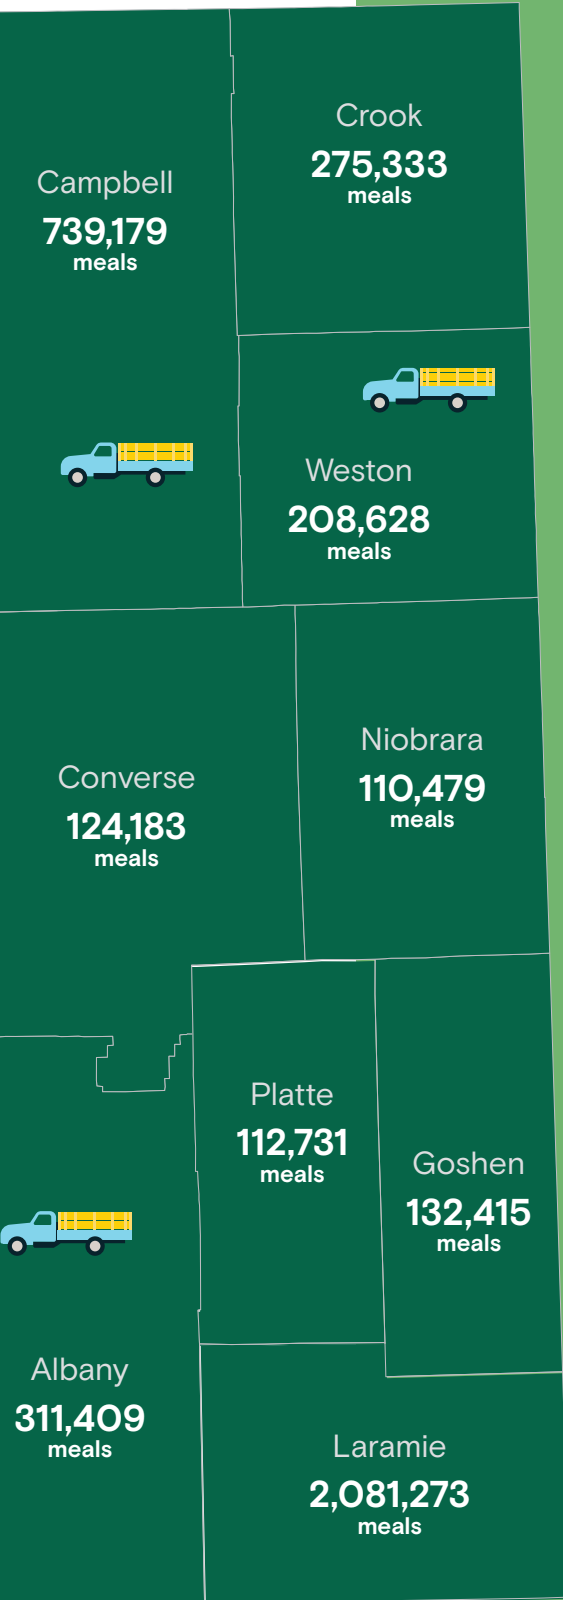 Crook
275,333
meals
Campbell
739,179
meals
Weston
208,628
meals
Niobrara
110,479
meals
Converse
124,183
meals
Platte
112,731
meals
Goshen
132,415
meals
Albany
311,409
meals
Laramie
2,081,273
meals